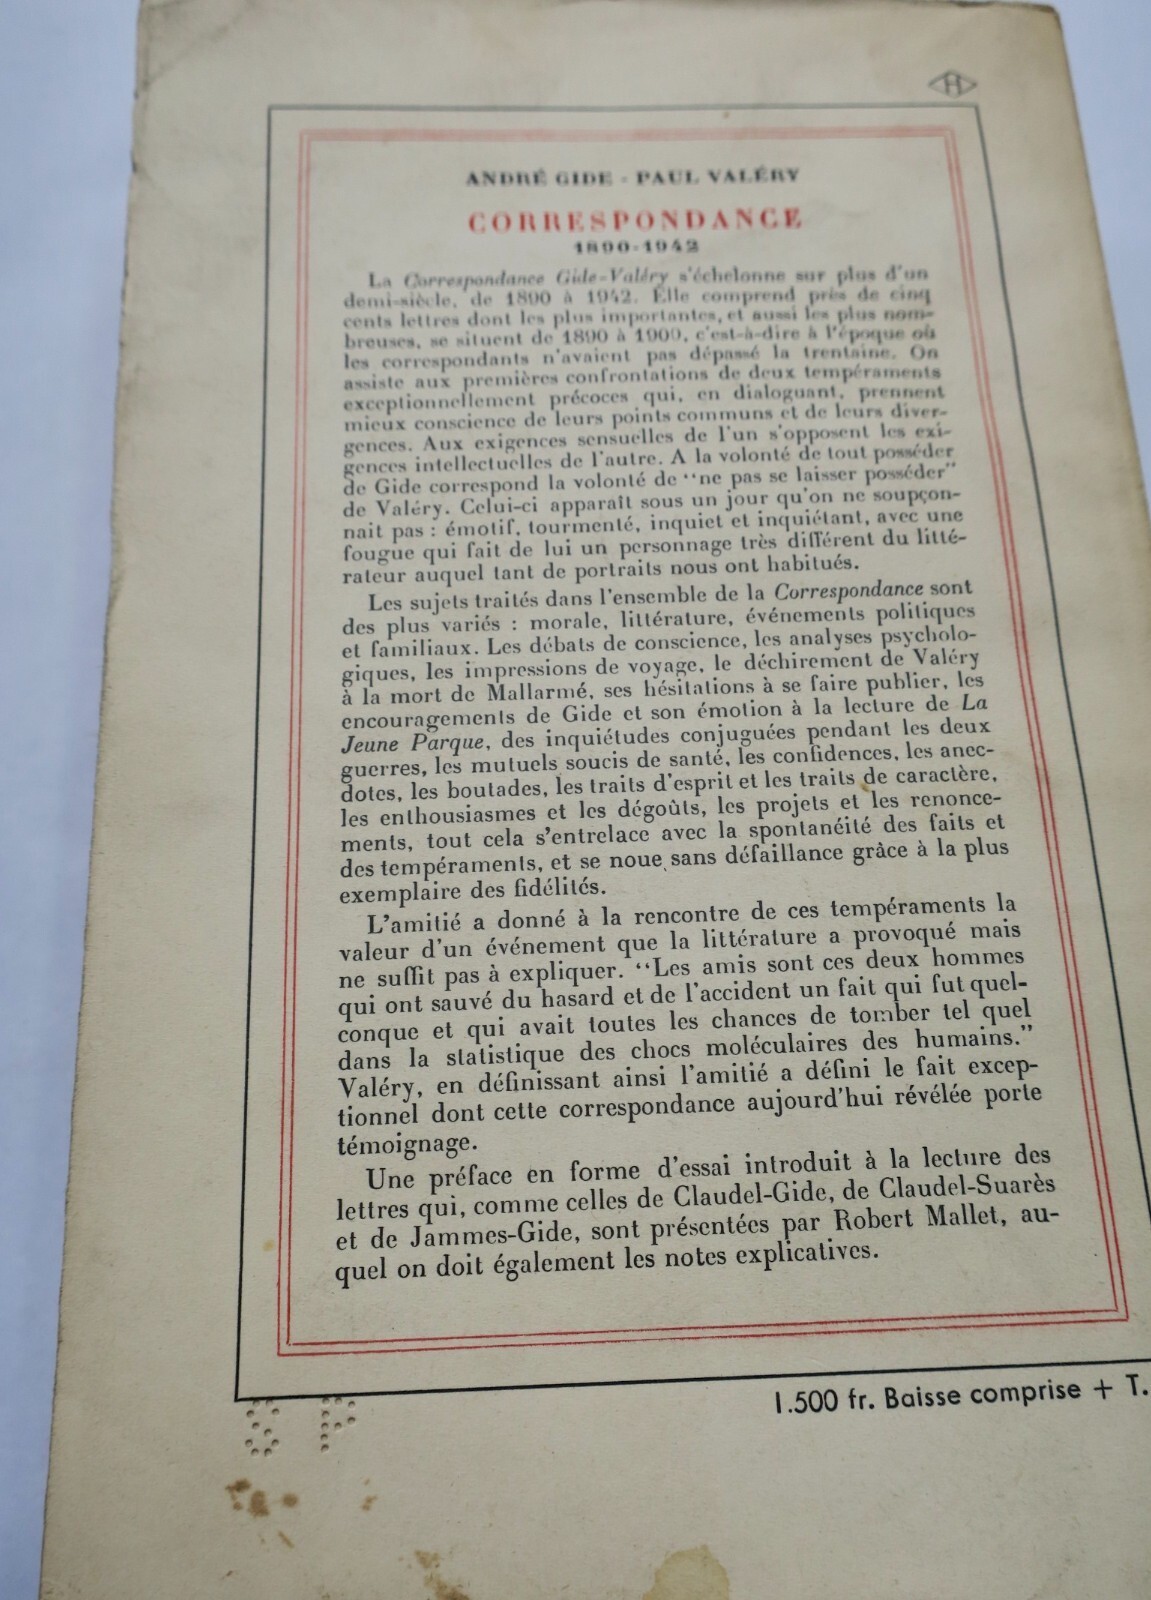 H
ANDRÉ GIDE - PAUL VALÉRY
CORRESPONDANCE
1890-1942
La Correspondance Gide-Valéry s'échelonne sur plus d'un
demi-siècle, de 1890 à 1942. Elle comprend près de cinq
cents lettres dont les plus importantes, et aussi les plus nom-
breuses, se situent de 1890 à 1900, c'est-à-dire à l'époque où
les correspondants n'avaient pas dépassé la trentaine. On
assiste aux premières confrontations de deux tempéraments
exceptionnellement précoces qui, en dialoguant, prennent
mieux conscience de leurs points communs et de leurs diver-
gences. Aux exigences sensuelles de l'un s'opposent les exi-
gences intellectuelles de l'autre. A la volonté de tout posséder
de Gide correspond la volonté de "ne pas se laisser posséder"
de Valéry. Celui-ci apparaît sous un jour qu'on ne soupçon-
nait pas : émotif, tourmenté, inquiet et inquiétant, avec une
fougue qui fait de lui un personnage très différent du litté-
rateur auquel tant de portraits nous ont habitués.
Les sujets traités dans l'ensemble de la Correspondance sont
des plus variés : morale, littérature, événements politiques
et familiaux. Les débats de conscience, les analyses psycholo-
giques, les impressions de voyage, le déchirement de Valéry
à la mort de Mallarmé, ses hésitations à se faire publier, les
encouragements de Gide et son émotion à la lecture de La
Jeune Parque, des inquiétudes conjuguées pendant les deux
guerres, les mutuels soucis de santé, les confidences, les anec-
dotes, les boutades, les traits d'esprit et les traits de caractère,
les enthousiasmes et les dégoûts, les projets et les renonce-
ments, tout cela s'entrelace avec la spontanéité des faits et
des tempéraments, et se noue sans défaillance grâce à la plus
exemplaire des fidélités.
L'amitié a donné à la rencontre de ces tempéraments la
valeur d'un événement que la littérature a provoqué mais
ne suffit pas à expliquer. "Les amis sont ces deux hommes
qui ont sauvé du hasard et de l'accident un fait qui fut quel-
conque et qui avait toutes les chances de tomber tel quel
dans la statistique des chocs moléculaires des humains."
Valéry, en définissant ainsi l'amitié a défini le fait excep-
tionnel dont cette correspondance aujourd'hui révélée porte
témoignage.
Une préface en forme d'essai introduit à la lecture des
lettres qui, comme celles de Claudel-Gide, de Claudel-Suarès
et de Jammes-Gide, sont présentées par Robert Mallet, au-
quel on doit également les notes explicatives.
1.500 fr. Baisse comprise + T.
S P